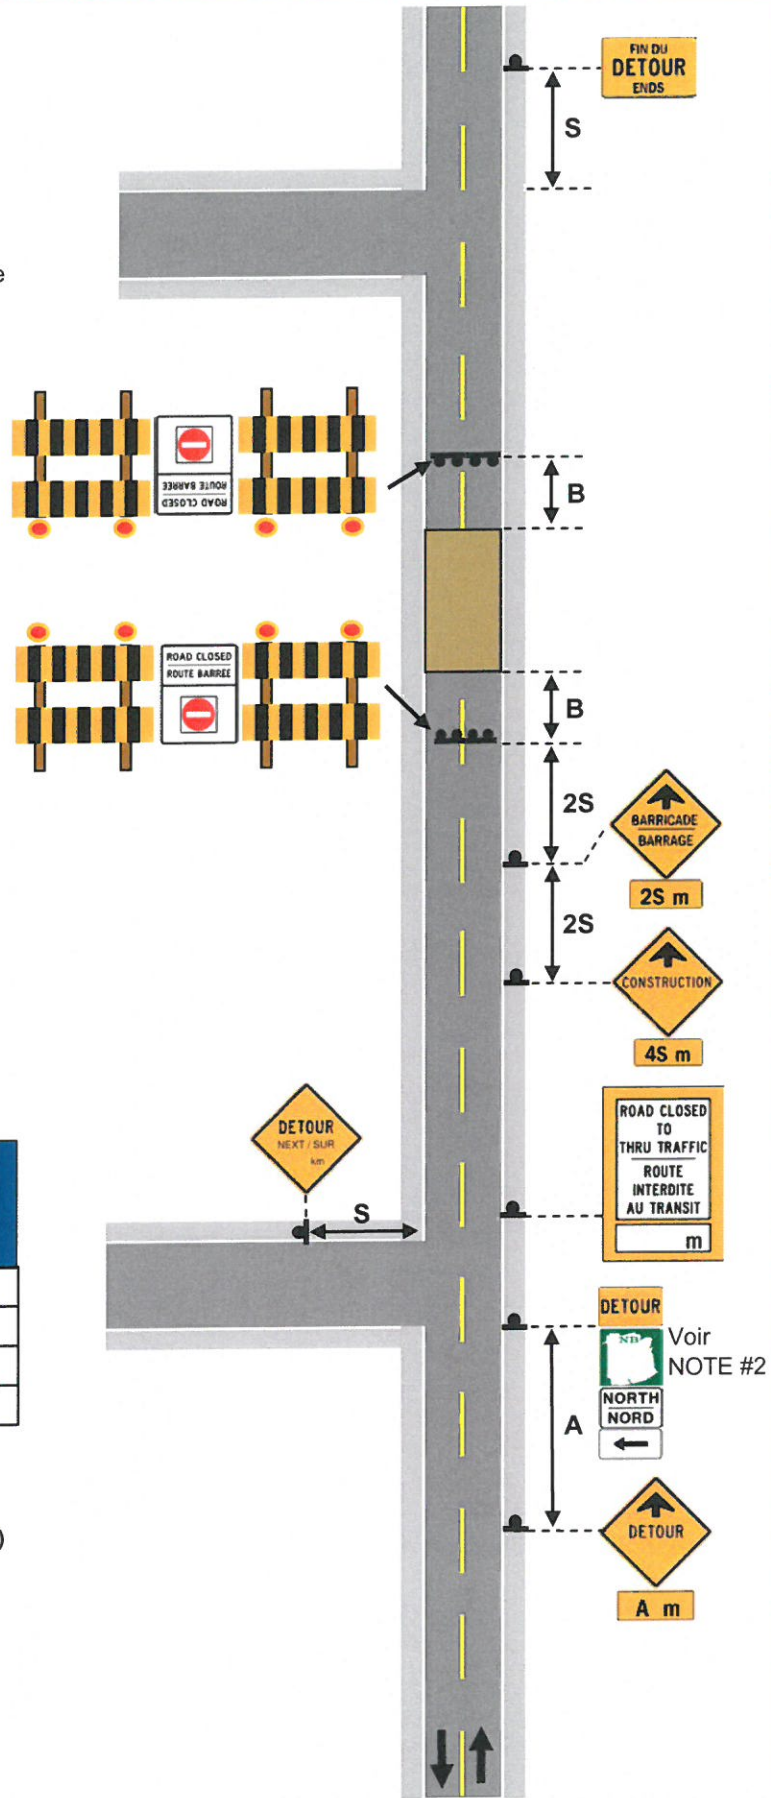 FIN DU
DETOUR
ENDS
S
e
ROAD CLOSED
ROUTE BARRÉE
B
ROAD CLOSED
ROUTE BARRÉE
B
2S
BARRICADE
BARRAGE
2S m
2S
CONSTRUCTION
4S m
DETOUR
NEXT / SUR
km
S
ROAD CLOSED
TO
THRU TRAFFIC
ROUTE
INTERDITE
AU TRANSIT
m
DETOUR
NB
Voir
NOTE #2
NORTH
NORD
A
)
DETOUR
A m